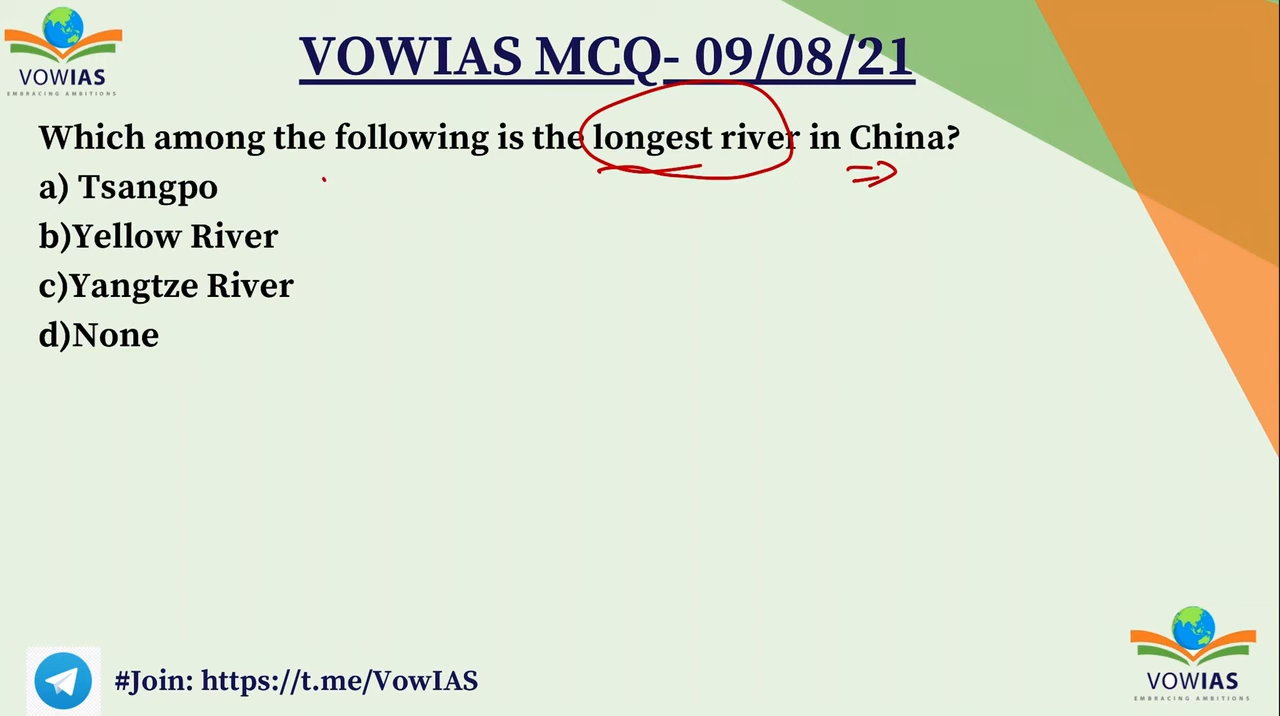 VOWIAS
EMBRACING AMBITIONS
VOWIAS MCQ- 09/08/21
Which among the following is the longest river in China?
a) Tsangpo
b)Yellow River
c)Yangtze River
d)None
#Join: https://t.me/VowIAS
VOWIAS
EMBRACING AMBITIONS